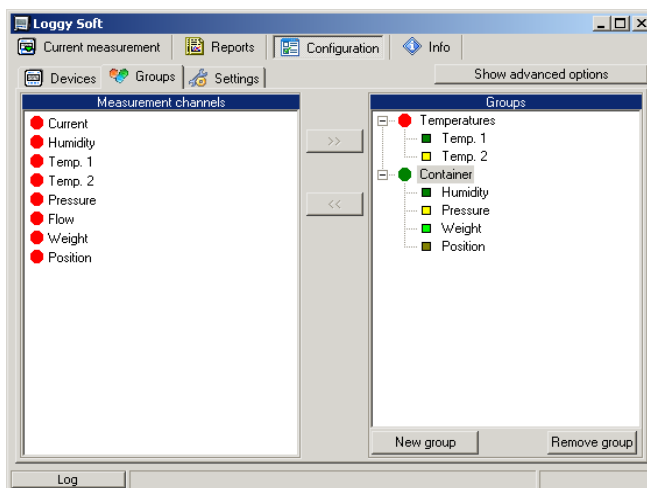 Loggy Soft
Current measurement Reports Configuration Info
Devices Groups Settings Show advanced options
Measurement channels
Current
Humidity
Temp. 1
Temp. 2
Pressure
Flow
Weight
Position
>>
<<
Groups
Temperatures
Temp. 1
Temp. 2
Container
Humidity
Pressure
Weight
Position
New group Remove group
Log